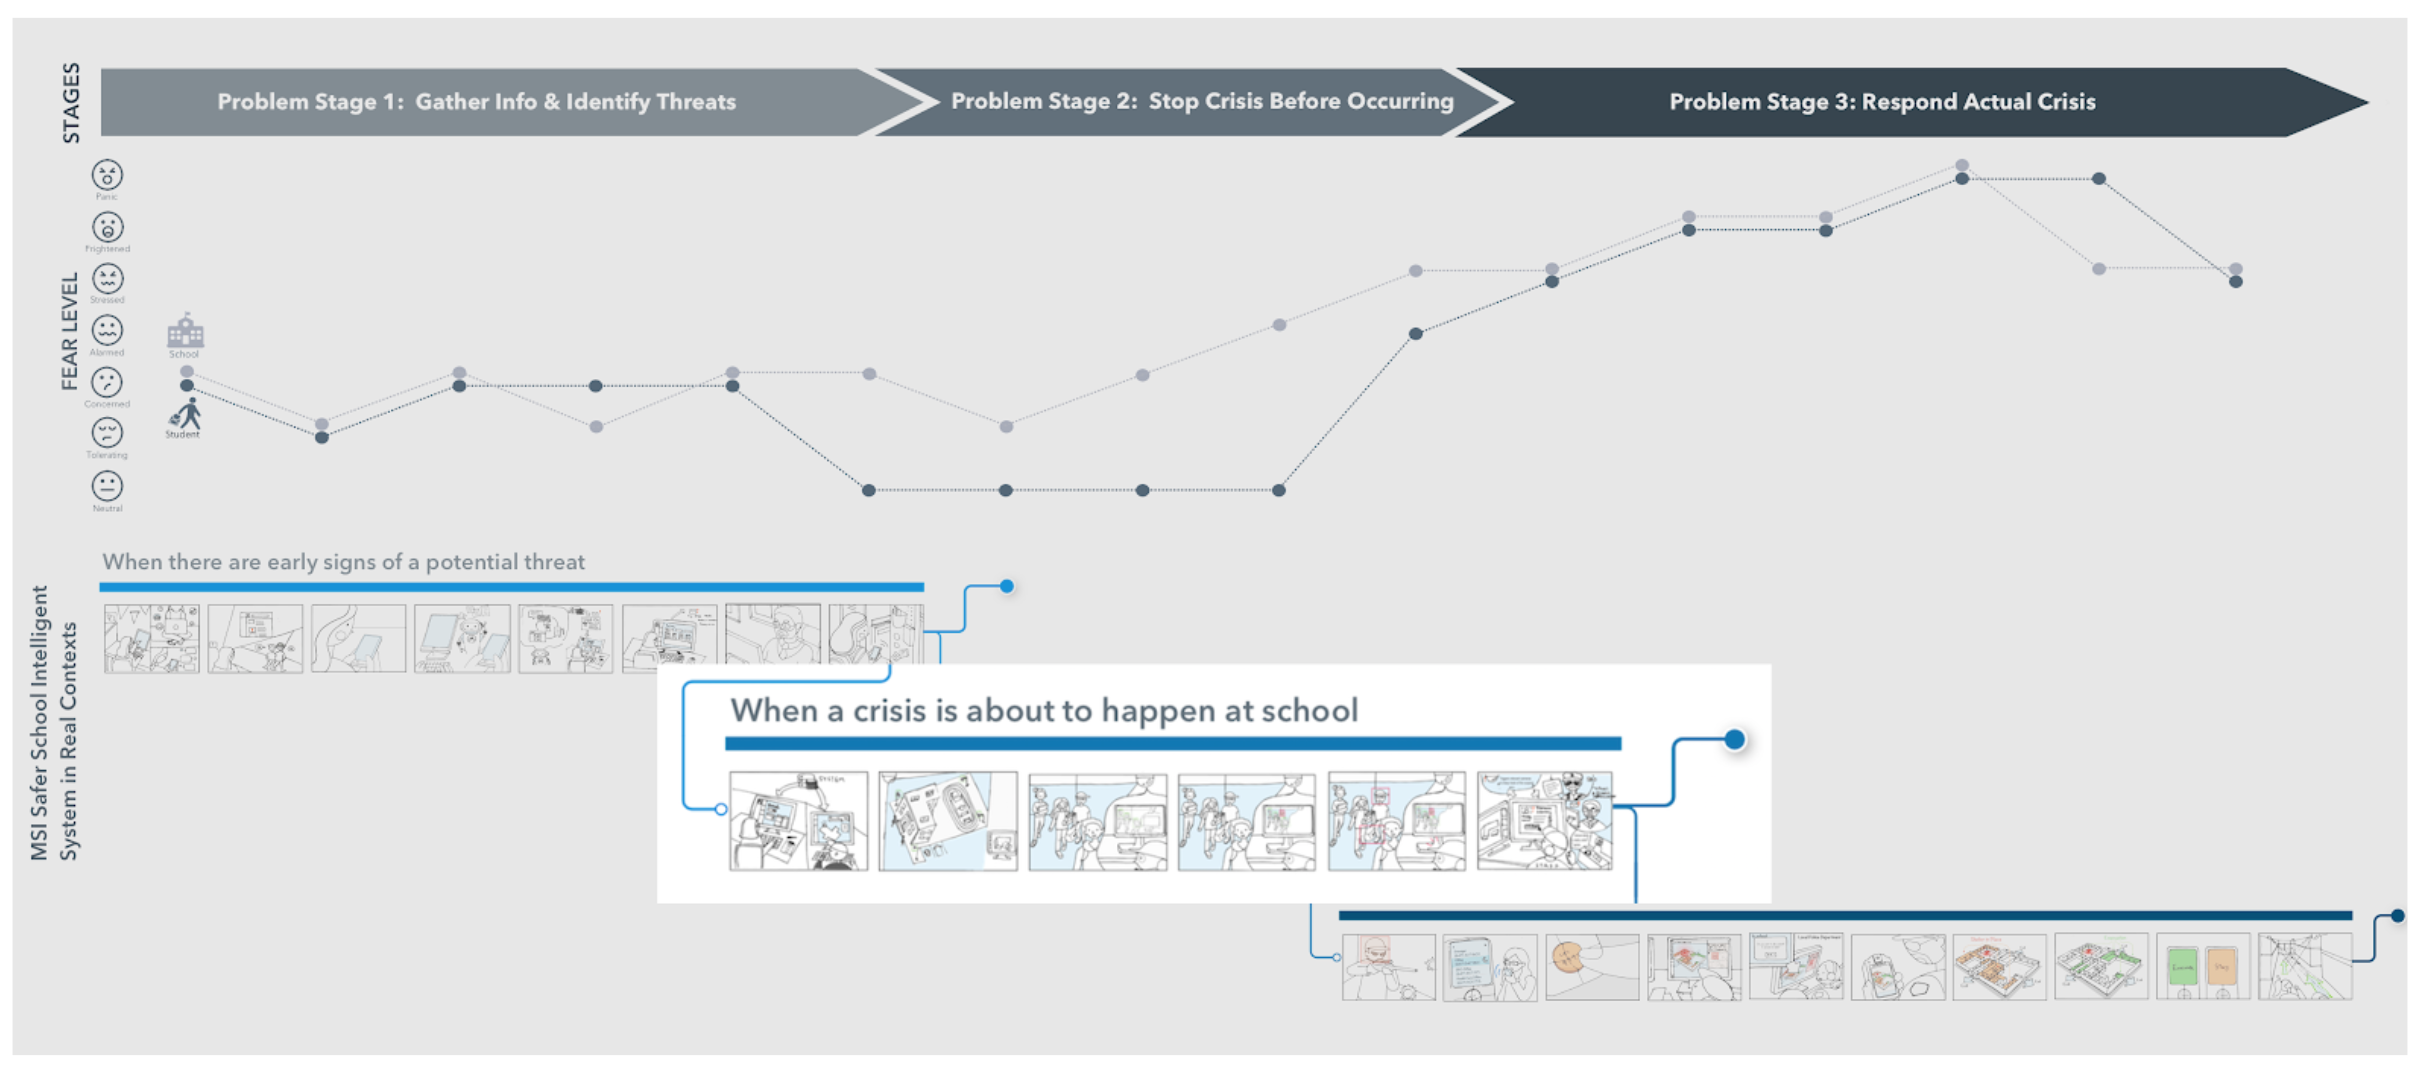 STAGES
Problem Stage 1: Gather Info & Identify Threats
Problem Stage 2: Stop Crisis Before Occurring
Problem Stage 3: Respond Actual Crisis
FEAR LEVEL
Panic
Frightened
Stressed
Alarmed
Concerned
Tolerating
Neutral
School
Student
MSI Safer School Intelligent
System in Real Contexts
When there are early signs of a potential threat
When a crisis is about to happen at school
SYSTEM
Stay